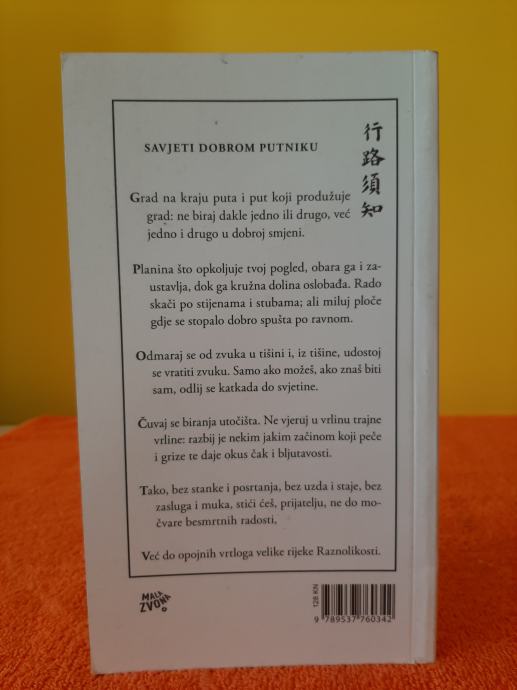 SAVJETI DOBROM PUTNIKU
行路須知
Grad na kraju puta i put koji produžuje
grad: ne biraj dakle jedno ili drugo, već
jedno i drugo u dobroj smjeni.
Planina što opkoljuje tvoj pogled, obara ga i za-
ustavlja, dok ga kružna dolina oslobađa. Rado
skači po stijenama i stubama; ali miluj ploče
gdje se stopalo dobro spušta po ravnom.
Odmaraj se od zvuka u tišini i, iz tišine, udostoj
se vratiti zvuku. Samo ako možeš, ako znaš biti
sam, odlij se katkada do svjetine.
Čuvaj se biranja utočišta. Ne vjeruj u vrlinu trajne
vrline: razbij je nekim jakim začinom koji peče
i grize te daje okus čak i bljutavosti.
Tako, bez stanke i posrtanja, bez uzda i staje, bez
zasluga i muka, stići ćeš, prijatelju, ne do mo-
čvare besmrtnih radosti,
Već do opojnih vrtloga velike rijeke Raznolikosti.
MALA
ZVONA
128 KN
9 789537 760342